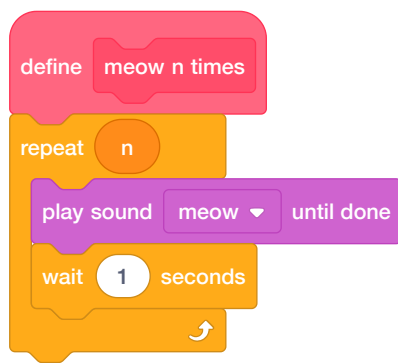 define meow n times
repeat n
play sound meow until done
wait 1 seconds